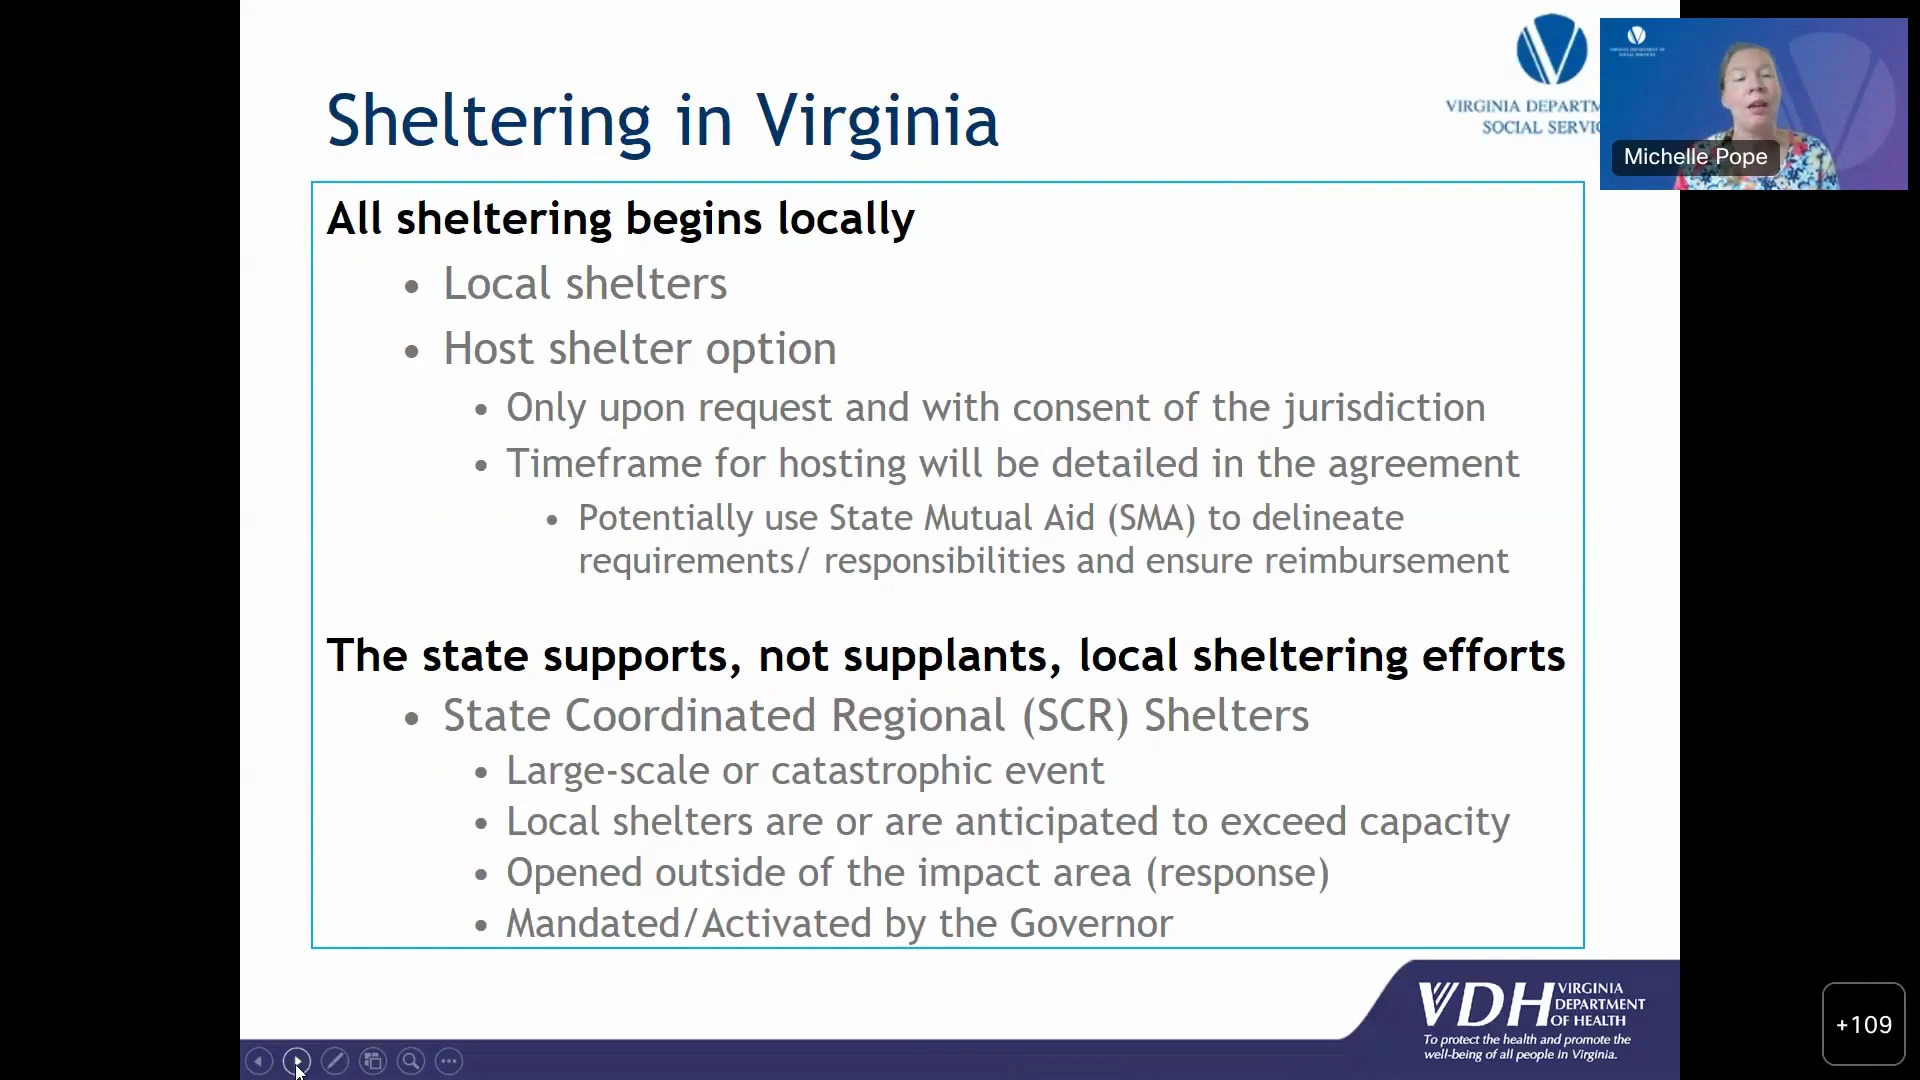 Sheltering in Virginia
VIRGINIA DEPARTM
SOCIAL SERVIC
Michelle Pope
All sheltering begins locally
• Local shelters
• Host shelter option
• Only upon request and with consent of the jurisdiction
• Timeframe for hosting will be detailed in the agreement
• Potentially use State Mutual Aid (SMA) to delineate
requirements/ responsibilities and ensure reimbursement
The state supports, not supplants, local sheltering efforts
• State Coordinated Regional (SCR) Shelters
• Large-scale or catastrophic event
• Local shelters are or are anticipated to exceed capacity
• Opened outside of the impact area (response)
• Mandated/Activated by the Governor
VDH VIRGINIA
DEPARTMENT
OF HEALTH
To protect the health and promote the
well-being of all people in Virginia.
+109